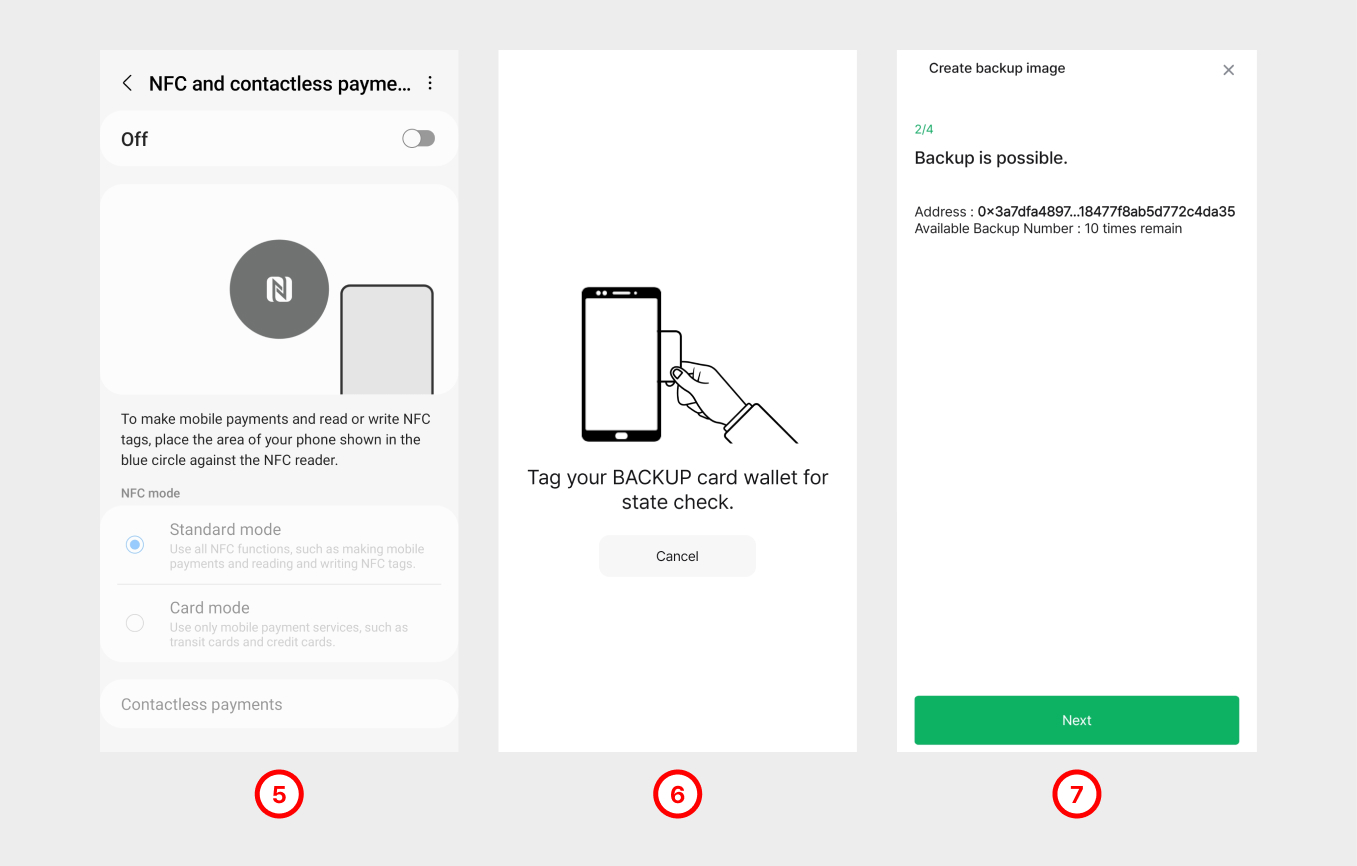 NFC and contactless payme...
Off
To make mobile payments and read or write NFC
tags, place the area of your phone shown in the
blue circle against the NFC reader.
NFC mode
Standard mode
Use all NFC functions, such as making mobile
payments and reading and writing NFC tags.
Card mode
Use only mobile payment services, such as
transit cards and credit cards.
Contactless payments
5
Tag your BACKUP card wallet for
state check.
Cancel
6
Create backup image
2/4
Backup is possible.
Address : 0×3a7dfa4897...18477f8ab5d772c4da35
Available Backup Number : 10 times remain
Next
7